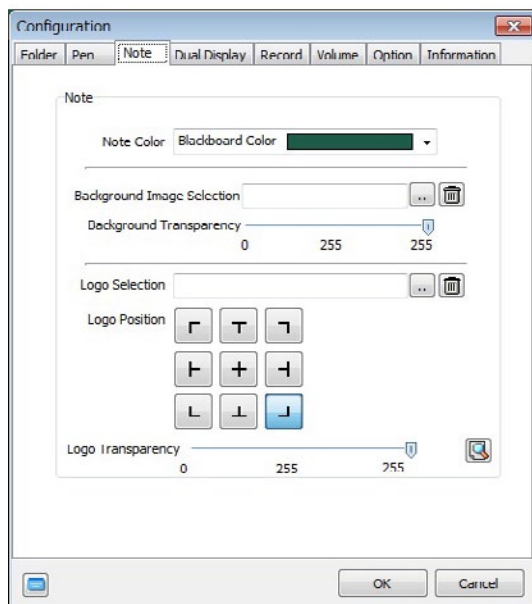 Configuration
Folder Pen Note Dual Display Record Volume Option Information
Note
Note Color Blackboard Color
Background Image Selection ..
Background Transparency
0 255 255
Logo Selection ..
Logo Position
Logo Transparency
0 255 255
OK Cancel